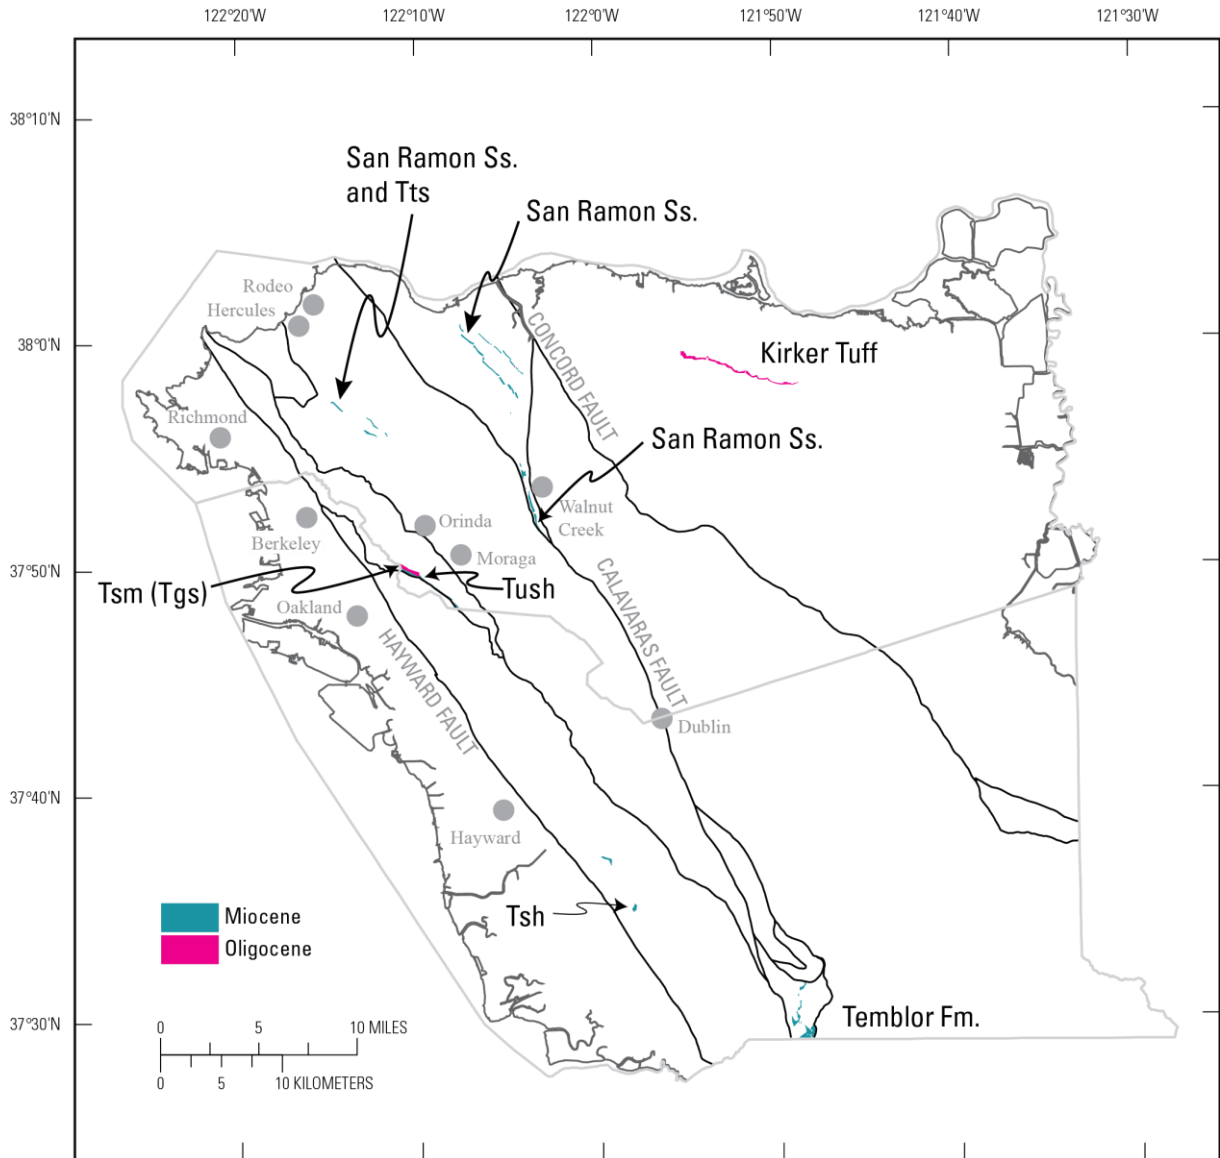 122°20'W
122°10'W
122°0'W
121°50'W
121°40'W
121°30'W
38°10'N
San Ramon Ss.
and Tts
San Ramon Ss.
Rodeo
Hercules
CONCORD FAULT
38°0'N
Kirker Tuff
Richmond
San Ramon Ss.
Walnut
Creek
Orinda
Berkeley
Moraga
37°50'N
Tsm (Tgs)
Tush
Oakland
CALAVARAS FAULT
HAYWARD FAULT
Dublin
37°40'N
Hayward
Miocene
Tsh
Oligocene
Temblor Fm.
37°30'N
0 5 10 MILES
0 5 10 KILOMETERS